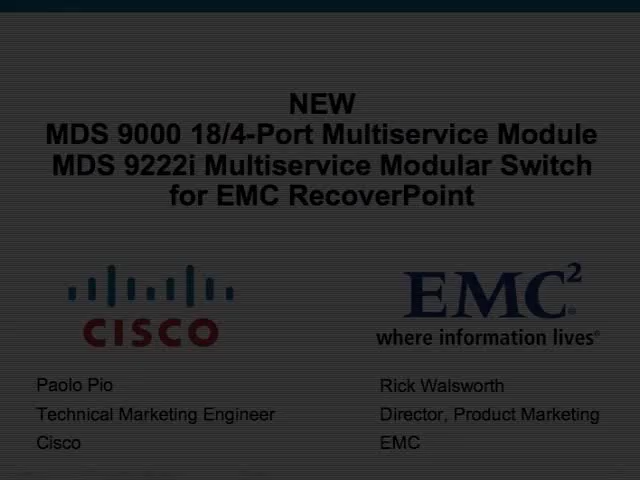 NEW
MDS 9000 18/4-Port Multiservice Module
MDS 9222i Multiservice Modular Switch
for EMC RecoverPoint
CISCO
EMC²®
where information lives®
Paolo Pio
Technical Marketing Engineer
Cisco
Rick Walsworth
Director, Product Marketing
EMC